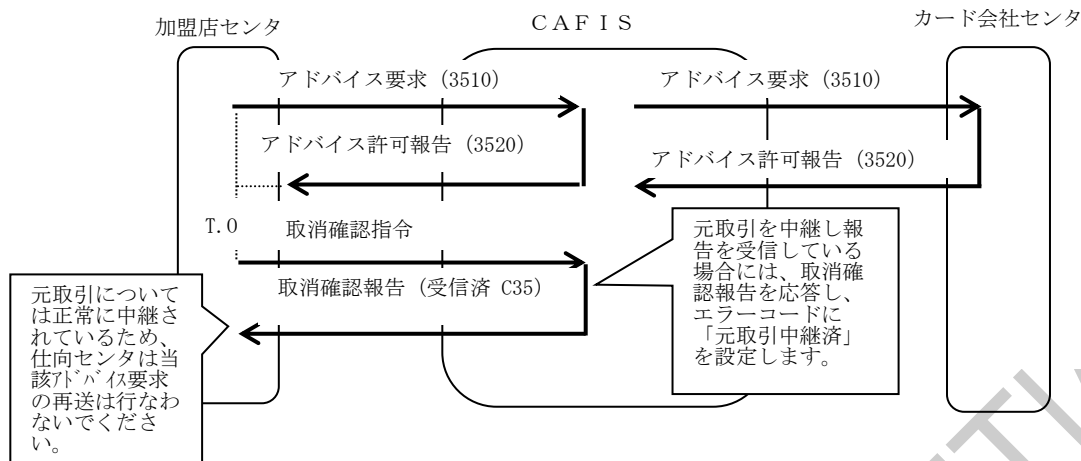 加盟店センタ
ＣＡＦＩＳ
カード会社センタ
アドバイス要求 (3510)
アドバイス要求 (3510)
アドバイス許可報告 (3520)
アドバイス許可報告 (3520)
T.O
取消確認指令
取消確認報告 (受信済 C35)
元取引を中継し報
告を受信している
場合には、取消確
認報告を応答し、
エラーコードに
「元取引中継済」
を設定します。
元取引について
は正常に中継さ
れているため、
仕向センタは当
該ｱﾄﾞﾊﾞｲｽ要求
の再送は行なわ
ないでくださ
い。